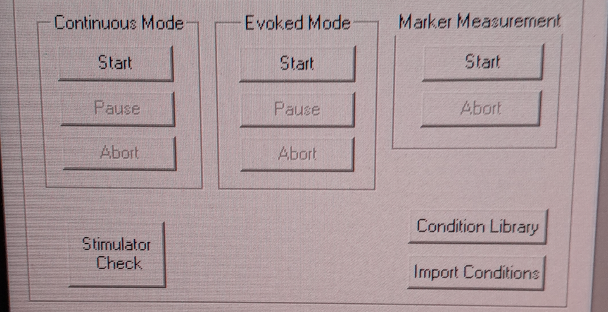 Continuous Mode
Start
Pause
Abort
Evoked Mode
Start
Pause
Abort
Marker Measurement
Start
Abort
Stimulator
Check
Condition Library
Import Conditions